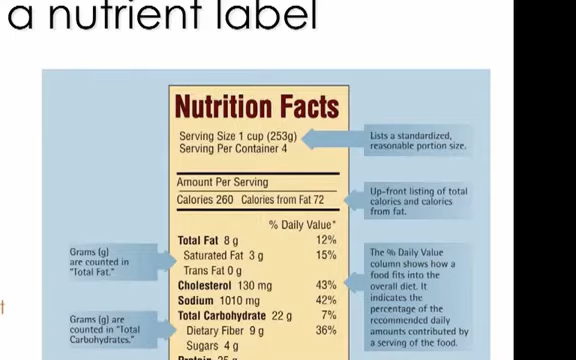 a nutrient label
Nutrition Facts
Serving Size 1 cup (253g)
Serving Per Container 4
Lists a standardized,
reasonable portion size.
Amount Per Serving
Calories 260 Calories from Fat 72
Up-front listing of total
calories and calories
from fat.
% Daily Value*
Total Fat 8 g 12%
Saturated Fat 3 g 15%
Trans Fat 0 g
Cholesterol 130 mg 43%
Sodium 1010 mg 42%
Total Carbohydrate 22 g 7%
Dietary Fiber 9 g 36%
Sugars 4 g
Grams (g)
are counted in
"Total Fat."
Grams (g) are
counted in "Total
Carbohydrates."
The % Daily Value
column shows how a
food fits into the
overall diet. It
indicates the
percentage of the
recommended daily
amounts contributed by
a serving of the food.